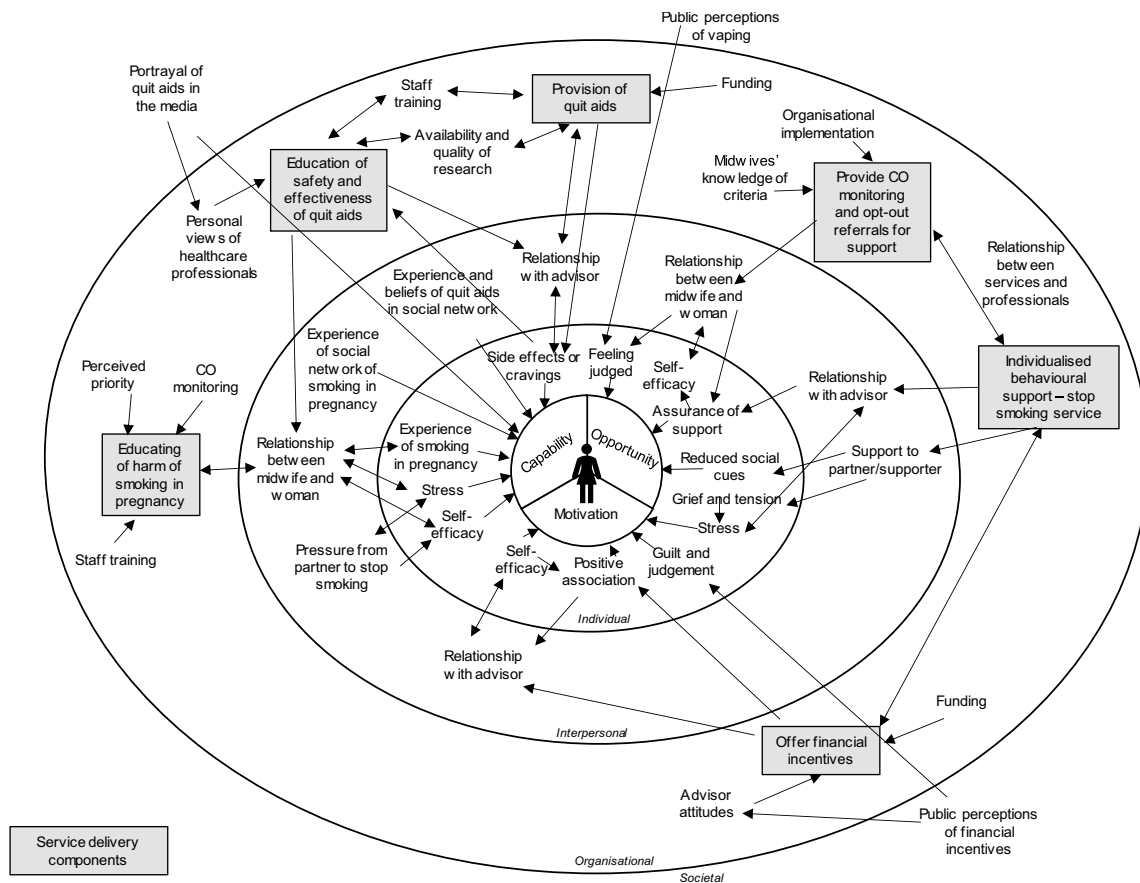 Public perceptions
of vaping
Portrayal of
quit aids in
the media
Staff
training
Provision of
quit aids
Funding
Organisational
implementation
Availability and
quality of
research
Education of
safety and
effectiveness
of quit aids
Midwives'
knowledge of
criteria
Provide CO
monitoring
and opt-out
referrals for
support
Personal
views of
healthcare
professionals
Relationship
with advisor
Relationship
between
midwife and
woman
Relationship
between
services and
professionals
Experience and
beliefs of quit aids
in social network
Experience
of social
network of
smoking in
pregnancy
Side effects or
cravings
Feeling
judged
Self-
efficacy
Assurance of
support
Relationship
with advisor
Individualised
behavioural
support – stop
smoking service
Perceived
priority
CO
monitoring
Educating
of harm of
smoking in
pregnancy
Staff training
Relationship
between
midwife and
woman
Experience
of smoking
in pregnancy
Stress
Self-
efficacy
Pressure from
partner to stop
smoking
Capability
Opportunity
Motivation
Reduced social
cues
Support to
partner/supporter
Grief and tension
Stress
Guilt and
judgement
Self-
efficacy
Positive
association
Individual
Relationship
with advisor
Interpersonal
Offer financial
incentives
Funding
Advisor
attitudes
Public perceptions
of financial
incentives
Service delivery
components
Organisational
Societal